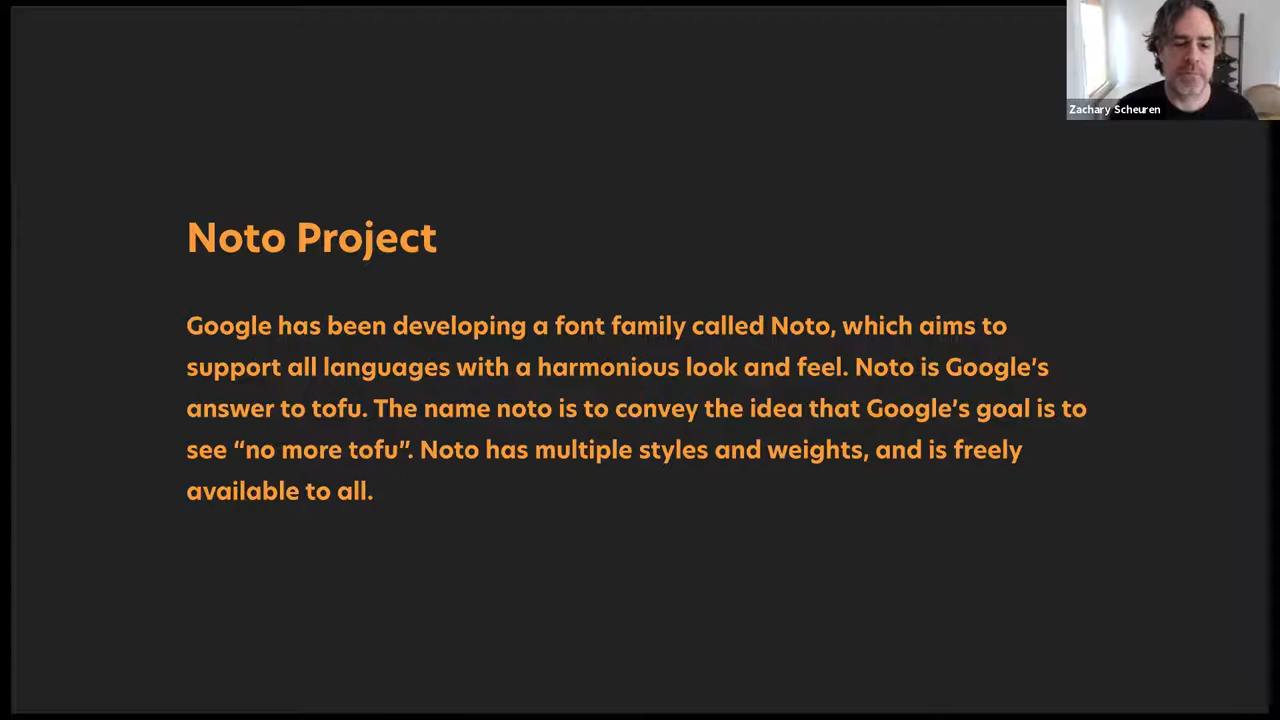 Zachary Scheuren
Noto Project
Google has been developing a font family called Noto, which aims to
support all languages with a harmonious look and feel. Noto is Google’s
answer to tofu. The name noto is to convey the idea that Google’s goal is to
see “no more tofu”. Noto has multiple styles and weights, and is freely
available to all.